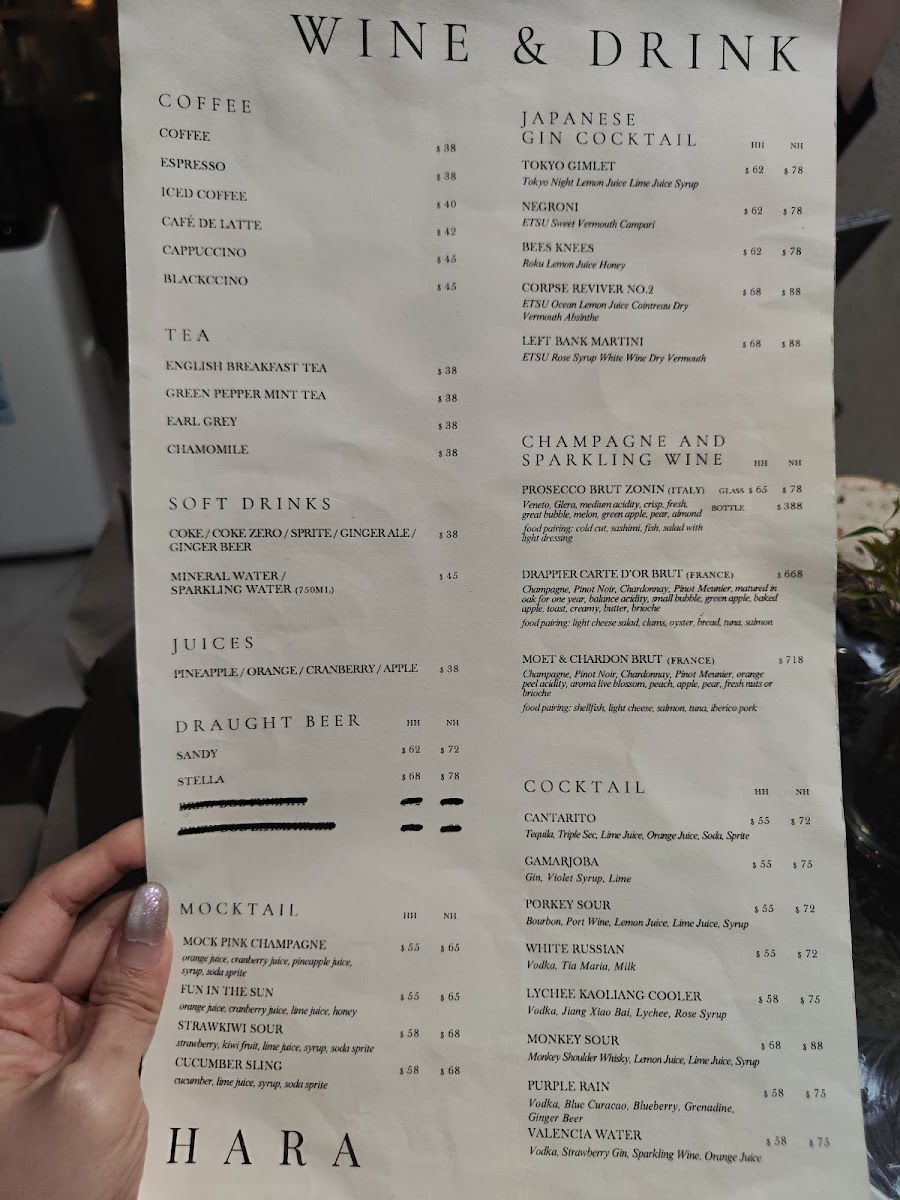 WINE & DRINK
COFFEE
COFFEE $ 38
ESPRESSO $ 38
ICED COFFEE $ 40
CAFÉ DE LATTE $ 42
CAPPUCCINO $ 45
BLACKCCINO $ 45
TEA
ENGLISH BREAKFAST TEA $ 38
GREEN PEPPER MINT TEA $ 38
EARL GREY $ 38
CHAMOMILE $ 38
SOFT DRINKS
COKE / COKE ZERO / SPRITE / GINGER ALE / $ 38
GINGER BEER
MINERAL WATER / $ 45
SPARKLING WATER (750ML)
JUICES
PINEAPPLE / ORANGE / CRANBERRY / APPLE $ 38
DRAUGHT BEER HH NH
SANDY $ 62 $ 72
STELLA $ 68 $ 78
MOCKTAIL HH NH
MOCK PINK CHAMPAGNE $ 55 $ 65
orange juice, cranberry juice, pineapple juice,
syrup, soda sprite
FUN IN THE SUN $ 55 $ 65
orange juice, cranberry juice, lime juice, honey
STRAWKIWI SOUR $ 58 $ 68
strawberry, kiwi fruit, lime juice, syrup, soda sprite
CUCUMBER SLING $ 58 $ 68
cucumber, lime juice, syrup, soda sprite
HARA
JAPANESE
GIN COCKTAIL HH NH
TOKYO GIMLET $ 62 $ 78
Tokyo Night Lemon Juice Lime Juice Syrup
NEGRONI $ 62 $ 78
ETSU Sweet Vermouth Campari
BEES KNEES $ 62 $ 78
Roku Lemon Juice Honey
CORPSE REVIVER NO.2 $ 68 $ 88
ETSU Ocean Lemon Juice Cointreau Dry
Vermouth Absinthe
LEFT BANK MARTINI $ 68 $ 88
ETSU Rose Syrup White Wine Dry Vermouth
CHAMPAGNE AND
SPARKLING WINE HH NH
PROSECCO BRUT ZONIN (ITALY) GLASS $ 65 $ 78
Veneto, Glera, medium acidity, crisp, fresh, BOTTLE $ 388
great bubble, melon, green apple, pear, almond
food pairing: cold cut, sashimi, fish, salad with
light dressing
DRAPPIER CARTE D'OR BRUT (FRANCE) $ 668
Champagne, Pinot Noir, Chardonnay, Pinot Meunier, matured in
oak for one year, balance acidity, small bubble, green apple, baked
apple, toast, creamy, butter, brioche
food pairing: light cheese salad, clams, oyster, bread, tuna, salmon
MOET & CHARDON BRUT (FRANCE) $ 718
Champagne, Pinot Noir, Chardonnay, Pinot Meunier, orange
peel acidity, aroma live blossom, peach, apple, pear, fresh nuts or
brioche
food pairing: shellfish, light cheese, salmon, tuna, iberico pork
COCKTAIL HH NH
CANTARITO $ 55 $ 72
Tequila, Triple Sec, Lime Juice, Orange Juice, Soda, Sprite
GAMARJOBA $ 55 $ 75
Gin, Violet Syrup, Lime
PORKEY SOUR $ 55 $ 72
Bourbon, Port Wine, Lemon Juice, Lime Juice, Syrup
WHITE RUSSIAN $ 55 $ 72
Vodka, Tia Maria, Milk
LYCHEE KAOLIANG COOLER $ 58 $ 75
Vodka, Jiang Xiao Bai, Lychee, Rose Syrup
MONKEY SOUR $ 68 $ 88
Monkey Shoulder Whisky, Lemon Juice, Lime Juice, Syrup
PURPLE RAIN $ 58 $ 75
Vodka, Blue Curacao, Blueberry, Grenadine,
Ginger Beer
VALENCIA WATER $ 58 $ 75
Vodka, Strawberry Gin, Sparkling Wine, Orange Juice